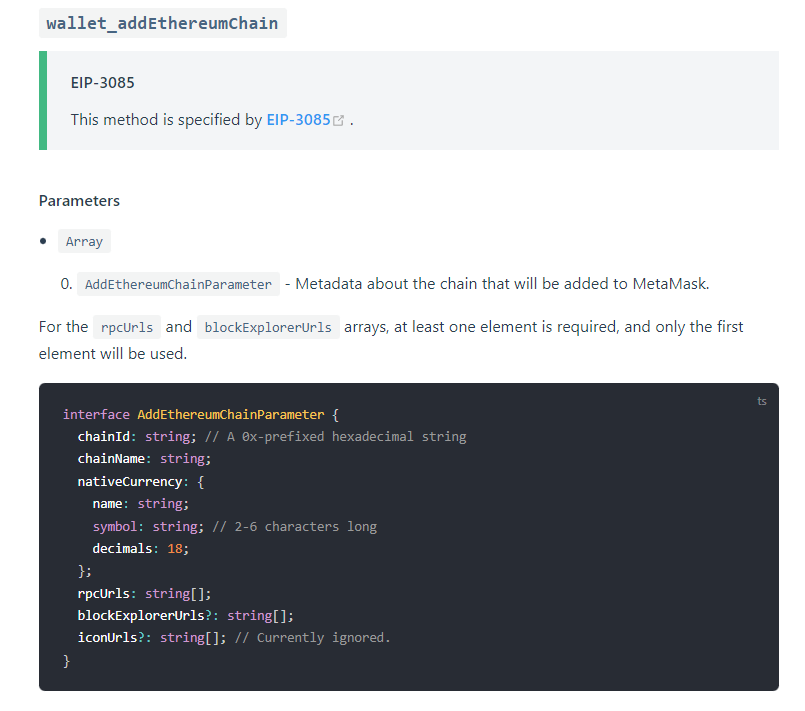 wallet_addEthereumChain
EIP-3085
This method is specified by EIP-3085 .
Parameters
• Array
0. AddEthereumChainParameter - Metadata about the chain that will be added to MetaMask.
For the rpcUrls and blockExplorerUrls arrays, at least one element is required, and only the first
element will be used.
ts
interface AddEthereumChainParameter {
  chainId: string; // A 0x-prefixed hexadecimal string
  chainName: string;
  nativeCurrency: {
    name: string;
    symbol: string; // 2-6 characters long
    decimals: 18;
  };
  rpcUrls: string[];
  blockExplorerUrls?: string[];
  iconUrls?: string[]; // Currently ignored.
}